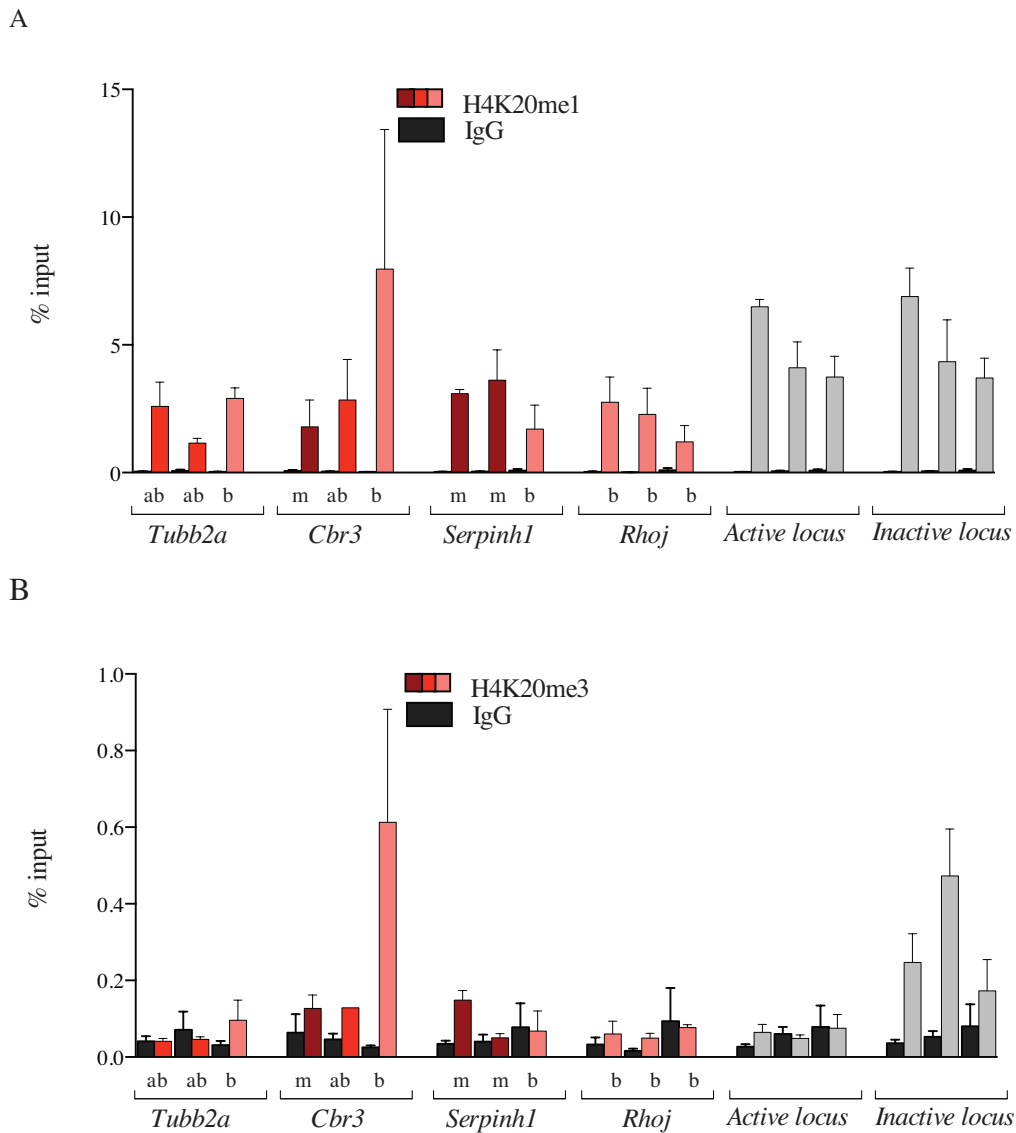 A
H4K20me1
IgG
% input
15
10
5
0
ab ab b m ab b m m b b b b
Tubb2a Cbr3 Serpinh1 Rhoj Active locus Inactive locus
B
H4K20me3
IgG
% input
1.0
0.8
0.6
0.4
0.2
0.0
ab ab b m ab b m m b b b b
Tubb2a Cbr3 Serpinh1 Rhoj Active locus Inactive locus